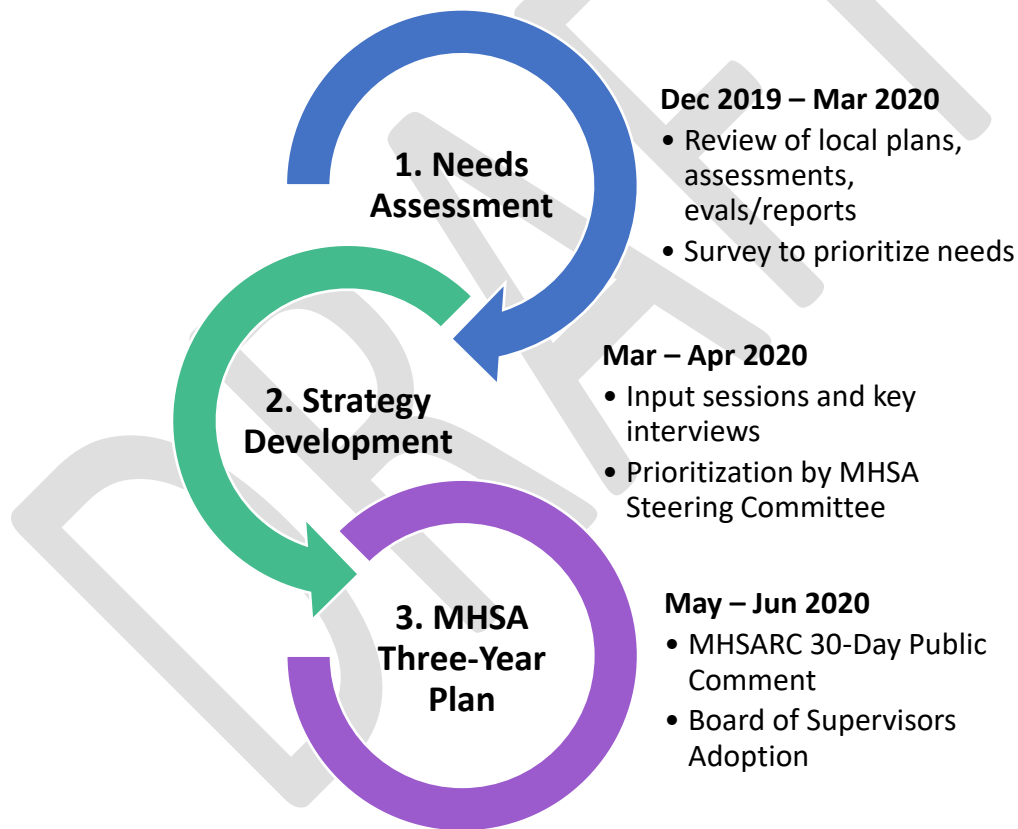 DRAFT
1. Needs
Assessment
Dec 2019 – Mar 2020
• Review of local plans,
assessments,
evals/reports
• Survey to prioritize needs
2. Strategy
Development
Mar – Apr 2020
• Input sessions and key
interviews
• Prioritization by MHSA
Steering Committee
3. MHSA
Three-Year
Plan
May – Jun 2020
• MHSARC 30-Day Public
Comment
• Board of Supervisors
Adoption